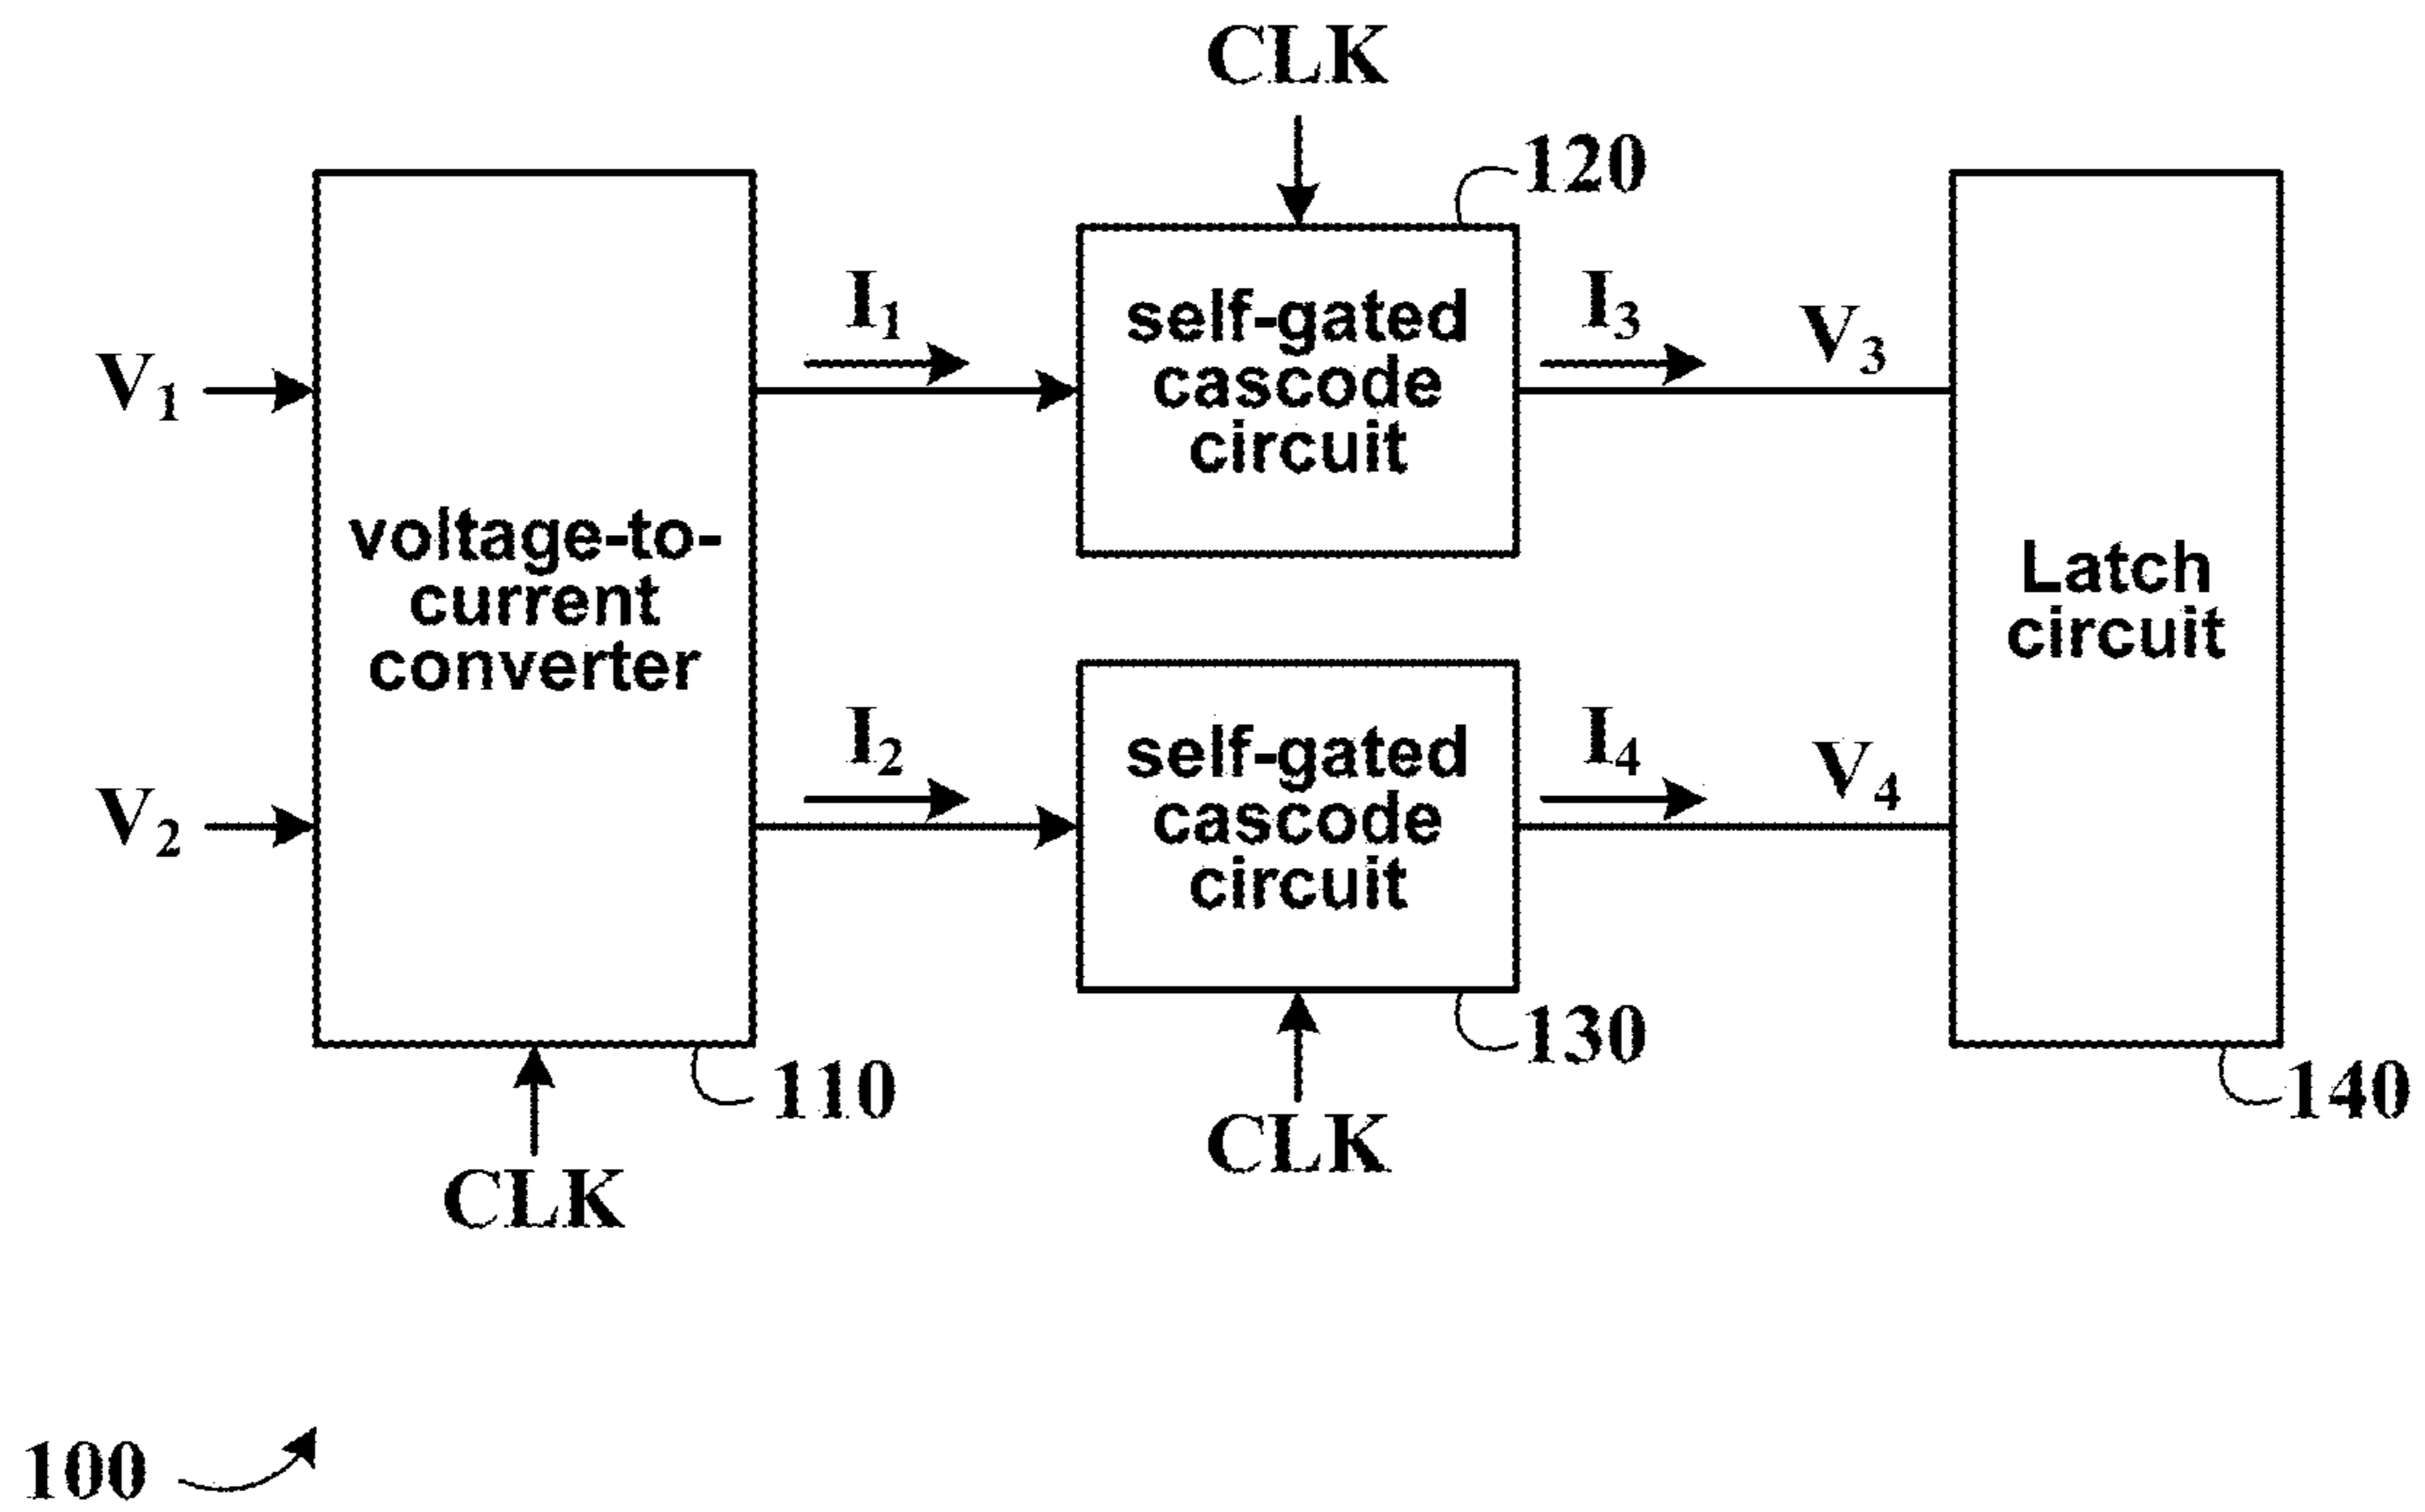 CLK
120
I₁
self-gated
cascode
circuit
I₃
V₃
V₁
voltage-to-
current
converter
Latch
circuit
I₂
self-gated
cascode
circuit
I₄
V₄
V₂
130
110
140
CLK
CLK
100